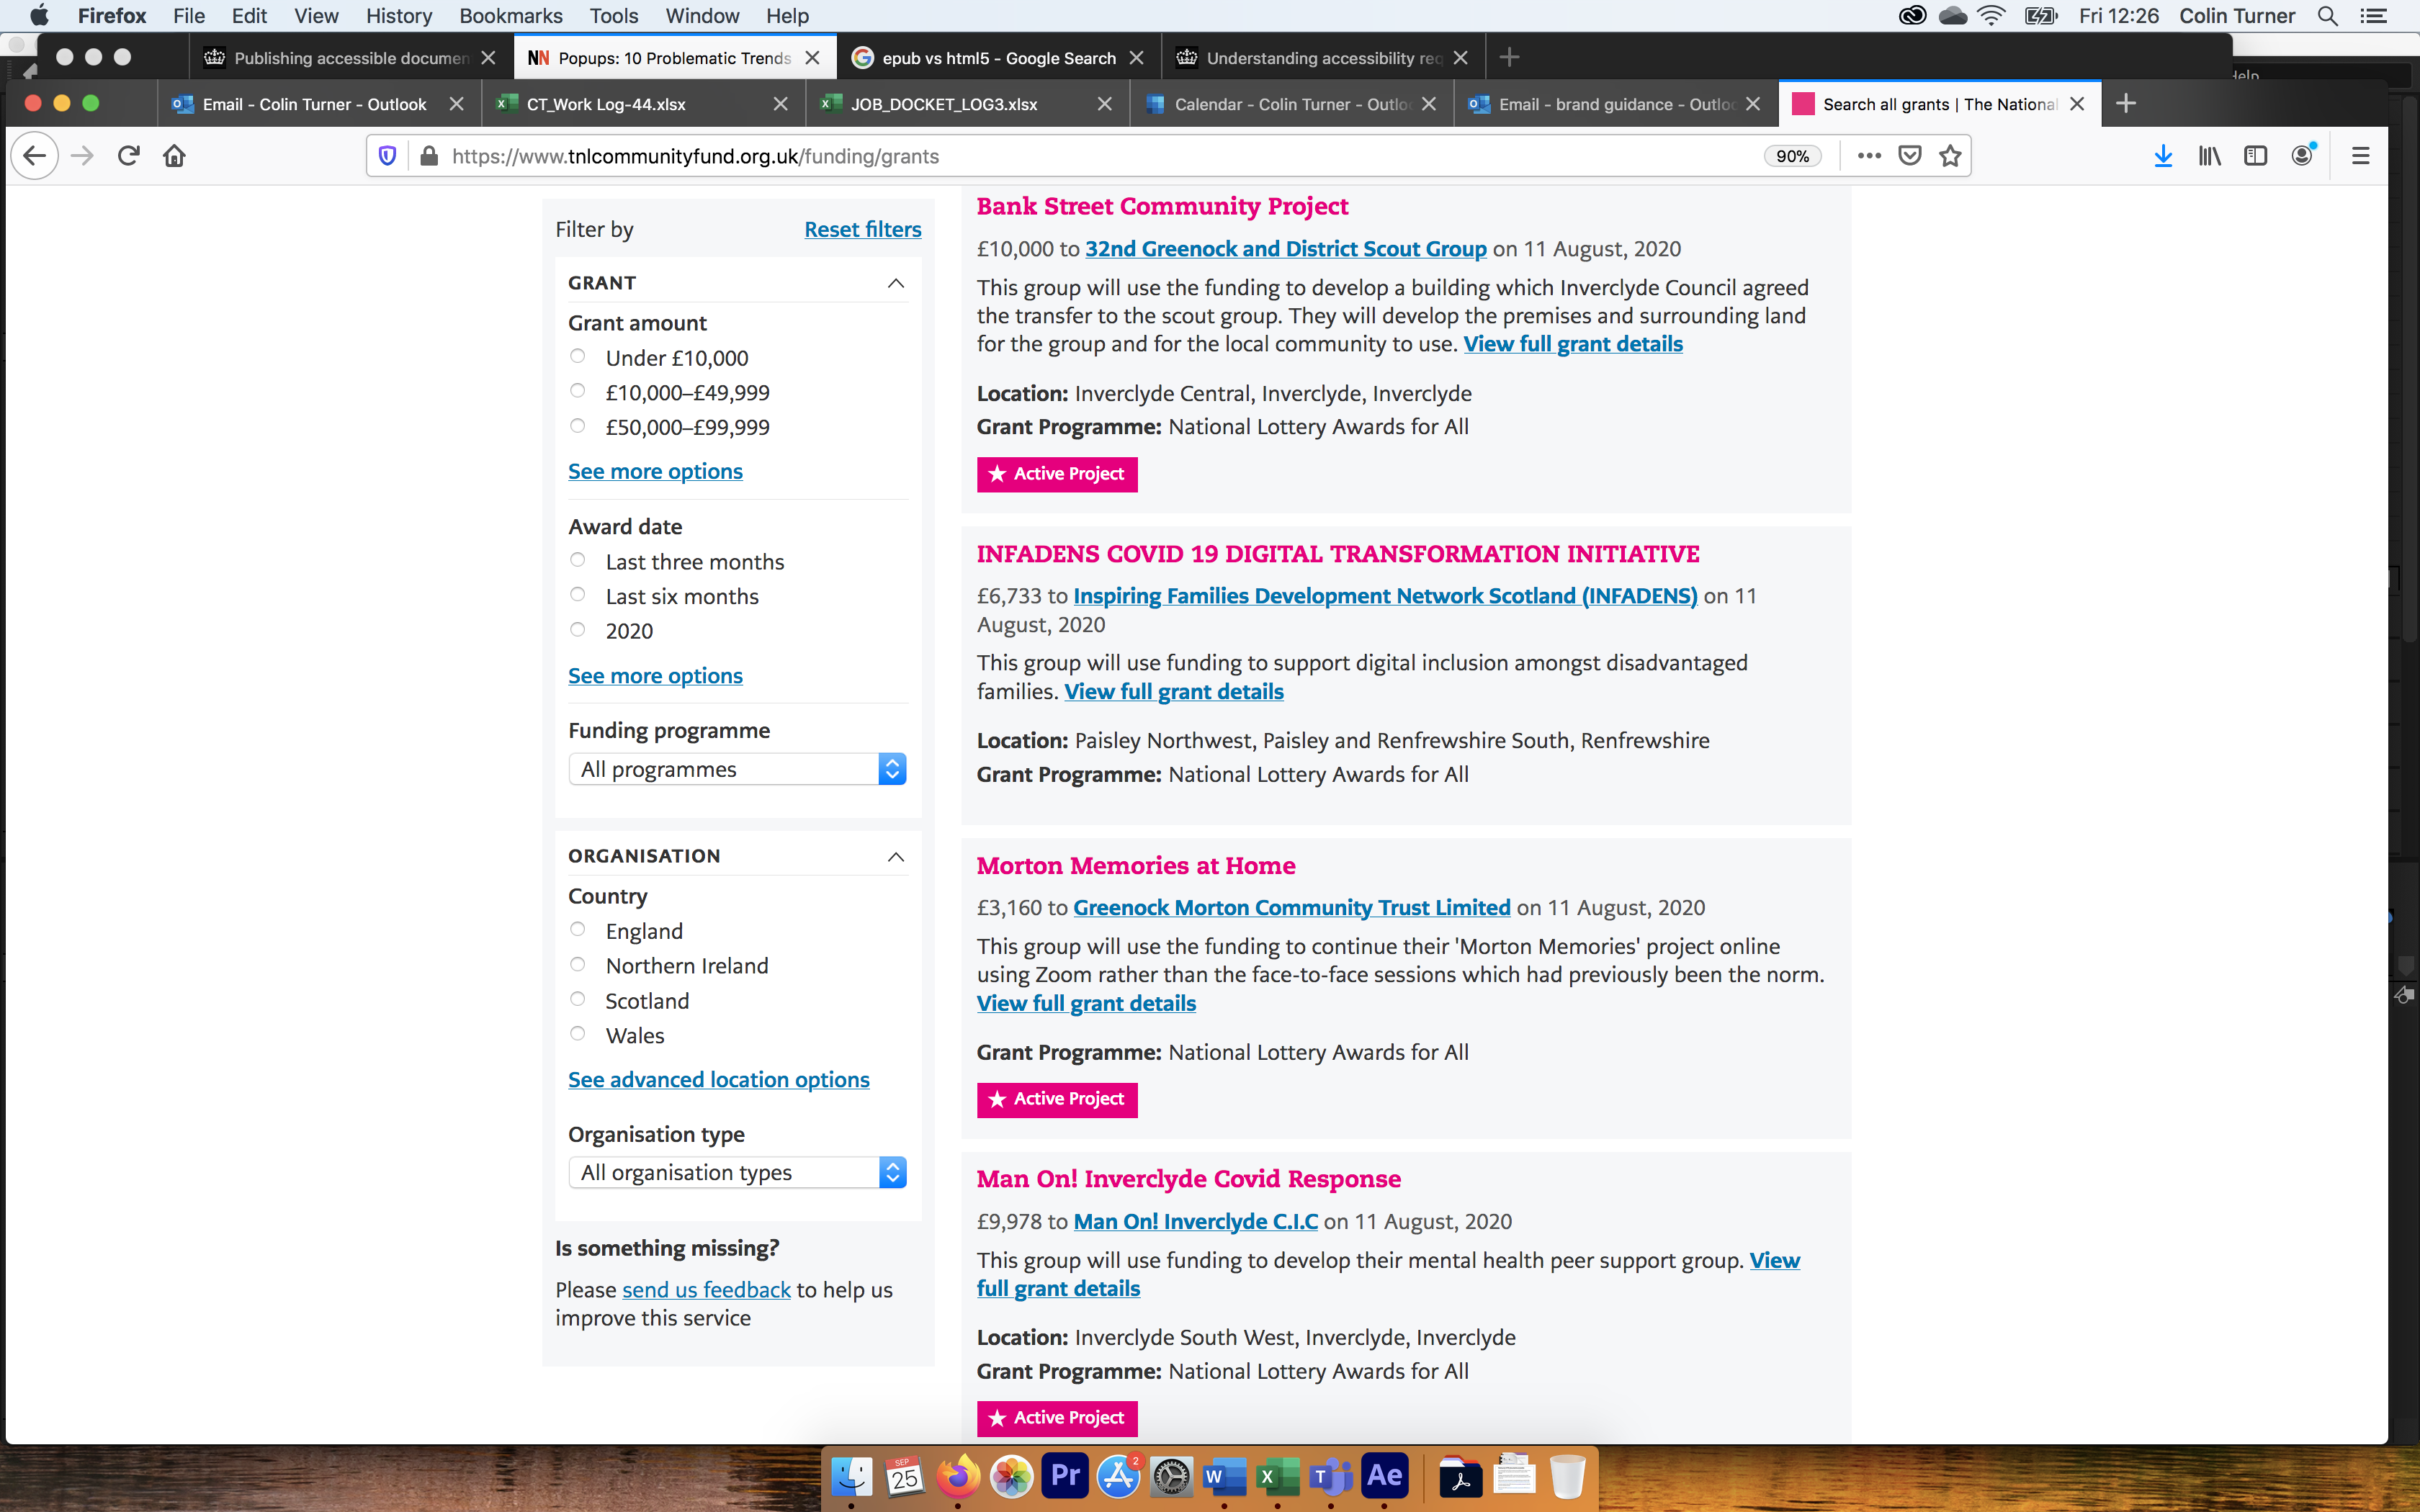 Firefox File Edit View History Bookmarks Tools Window Help
Fri 12:26 Colin Turner
Publishing accessible documen
NN Popups: 10 Problematic Trends
epub vs html5 - Google Search
Understanding accessibility req
Help
Email - Colin Turner - Outlook
CT_Work Log-44.xlsx
JOB_DOCKET_LOG3.xlsx
Calendar - Colin Turner - Outlo
Email - brand guidance - Outloo
Search all grants | The National
https://www.tnlcommunityfund.org.uk/funding/grants
90%
Filter by
Reset filters
GRANT
Grant amount
Under £10,000
£10,000–£49,999
£50,000–£99,999
See more options
Award date
Last three months
Last six months
2020
See more options
Funding programme
All programmes
ORGANISATION
Country
England
Northern Ireland
Scotland
Wales
See advanced location options
Organisation type
All organisation types
Is something missing?
Please send us feedback to help us
improve this service
Bank Street Community Project
£10,000 to 32nd Greenock and District Scout Group on 11 August, 2020
This group will use the funding to develop a building which Inverclyde Council agreed
the transfer to the scout group. They will develop the premises and surrounding land
for the group and for the local community to use. View full grant details
Location: Inverclyde Central, Inverclyde, Inverclyde
Grant Programme: National Lottery Awards for All
Active Project
INFADENS COVID 19 DIGITAL TRANSFORMATION INITIATIVE
£6,733 to Inspiring Families Development Network Scotland (INFADENS) on 11
August, 2020
This group will use funding to support digital inclusion amongst disadvantaged
families. View full grant details
Location: Paisley Northwest, Paisley and Renfrewshire South, Renfrewshire
Grant Programme: National Lottery Awards for All
Morton Memories at Home
£3,160 to Greenock Morton Community Trust Limited on 11 August, 2020
This group will use the funding to continue their 'Morton Memories' project online
using Zoom rather than the face-to-face sessions which had previously been the norm.
View full grant details
Grant Programme: National Lottery Awards for All
Active Project
Man On! Inverclyde Covid Response
£9,978 to Man On! Inverclyde C.I.C on 11 August, 2020
This group will use funding to develop their mental health peer support group. View
full grant details
Location: Inverclyde South West, Inverclyde, Inverclyde
Grant Programme: National Lottery Awards for All
Active Project
SEP
25
Pr
2
W
X
T
Ae